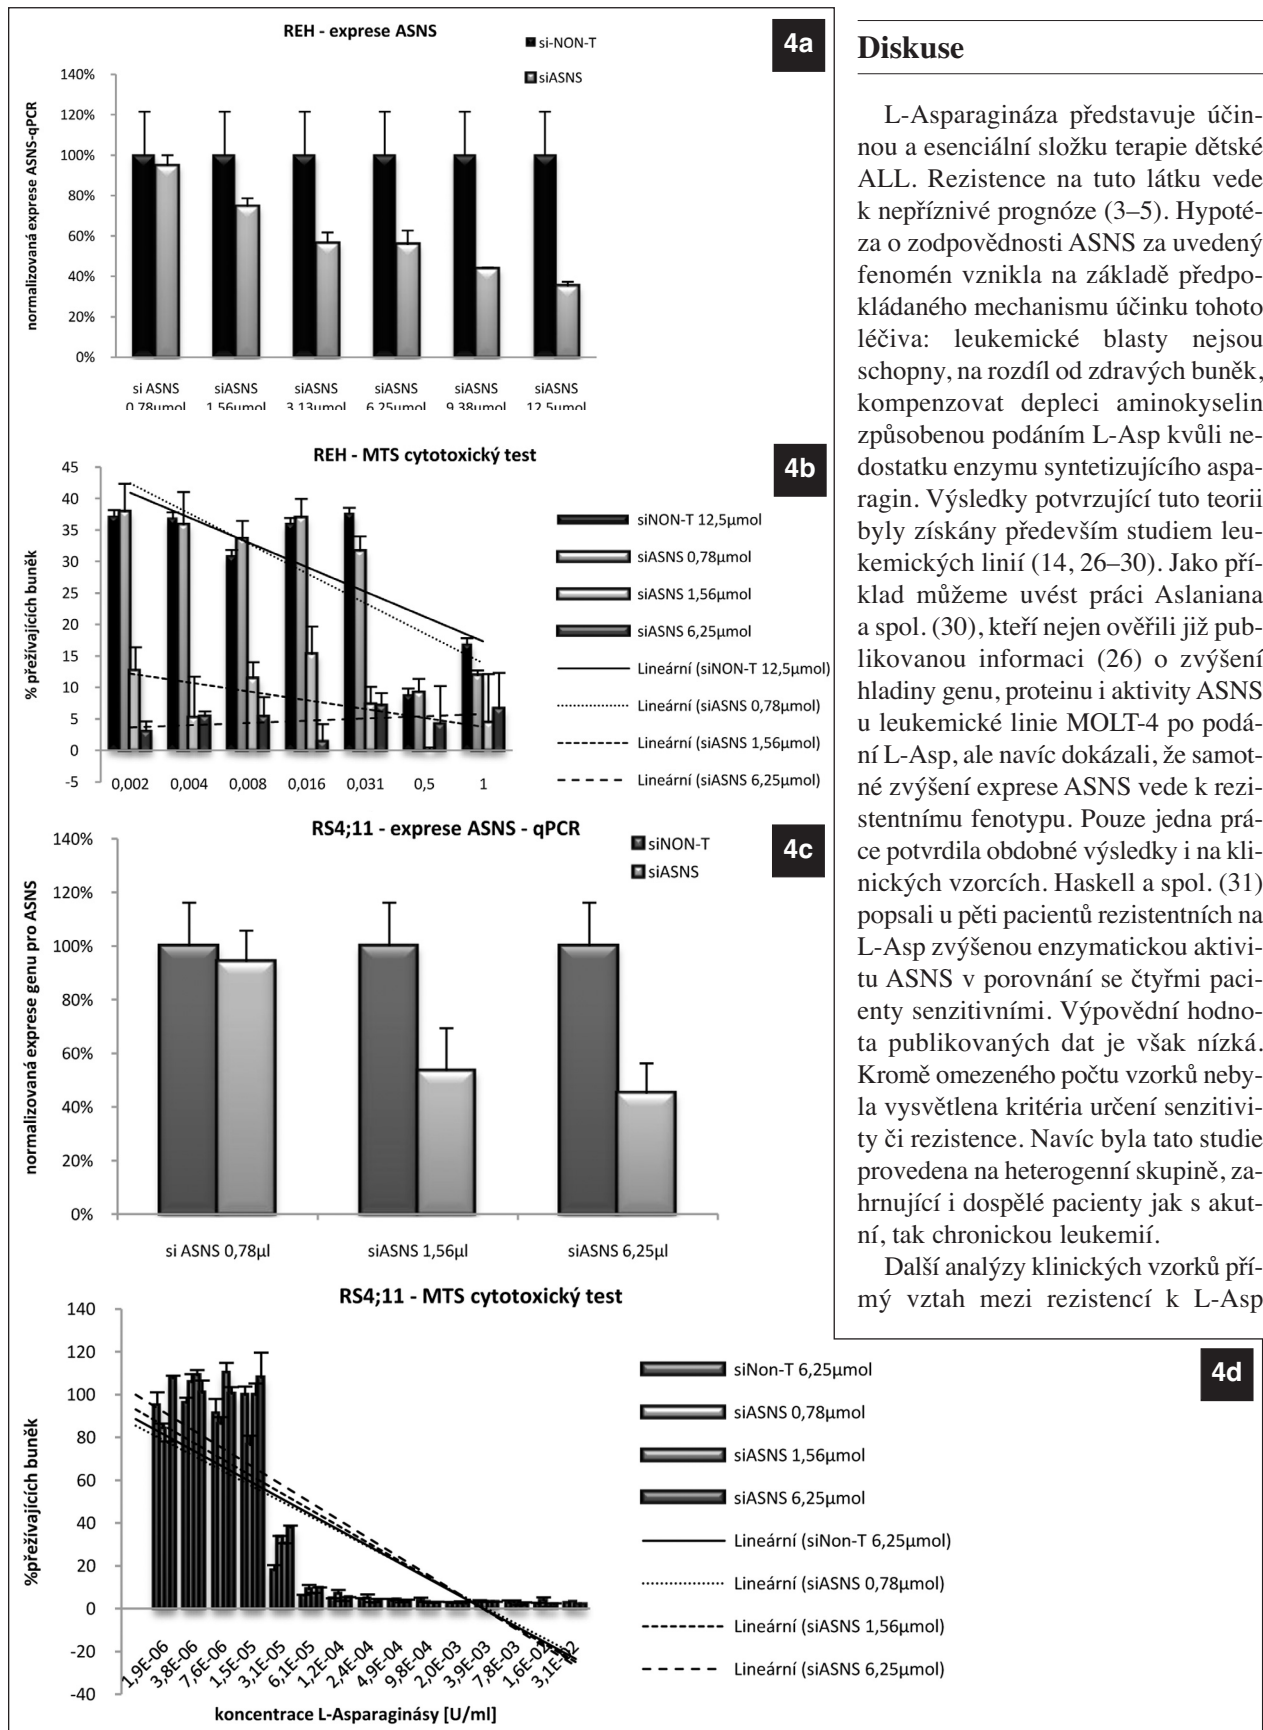 REH - exprese ASNS
si-NON-T
siASNS
4a
normalizovaná exprese ASNS-qPCR
140%
120%
100%
80%
60%
40%
20%
0%
si ASNS 0,78µmol
siASNS 1,56µmol
siASNS 3,13µmol
siASNS 6,25µmol
siASNS 9,38µmol
siASNS 12,5µmol
REH - MTS cytotoxický test
4b
% přežívajících buněk
45
40
35
30
25
20
15
10
5
0
-5
0,002 0,004 0,008 0,016 0,031 0,5 1
siNON-T 12,5µmol
siASNS 0,78µmol
siASNS 1,56µmol
siASNS 6,25µmol
Lineární (siNON-T 12,5µmol)
Lineární (siASNS 0,78µmol)
Lineární (siASNS 1,56µmol)
Lineární (siASNS 6,25µmol)
RS4;11 - exprese ASNS - qPCR
siNON-T
siASNS
4c
normalizovaná exprese genu pro ASNS
140%
120%
100%
80%
60%
40%
20%
0%
si ASNS 0,78µl
siASNS 1,56µl
siASNS 6,25µl
RS4;11 - MTS cytotoxický test
4d
%přežívajících buněk
140
120
100
80
60
40
20
0
-20
-40
1,9E-06
3,8E-06
7,6E-06
1,5E-05
3,1E-05
6,1E-05
1,2E-04
2,4E-04
4,9E-04
9,8E-04
2,0E-03
3,9E-03
7,8E-03
1,6E-02
3,1E-02
koncentrace L-Asparaginásy [U/ml]
siNon-T 6,25µmol
siASNS 0,78µmol
siASNS 1,56µmol
siASNS 6,25µmol
Lineární (siNon-T 6,25µmol)
Lineární (siASNS 0,78µmol)
Lineární (siASNS 1,56µmol)
Lineární (siASNS 6,25µmol)
Diskuse
L-Asparagináza představuje účin-
nou a esenciální složku terapie dětské
ALL. Rezistence na tuto látku vede
k nepříznivé prognóze (3–5). Hypoté-
za o zodpovědnosti ASNS za uvedený
fenomén vznikla na základě předpo-
kládaného mechanismu účinku tohoto
léčiva: leukemické blasty nejsou
schopny, na rozdíl od zdravých buněk,
kompenzovat depleci aminokyselin
způsobenou podáním L-Asp kvůli ne-
dostatku enzymu syntetizujícího aspa-
ragin. Výsledky potvrzující tuto teorii
byly získány především studiem leu-
kemických linií (14, 26–30). Jako pří-
klad můžeme uvést práci Aslaniana
a spol. (30), kteří nejen ověřili již pub-
likovanou informaci (26) o zvýšení
hladiny genu, proteinu i aktivity ASNS
u leukemické linie MOLT-4 po podá-
ní L-Asp, ale navíc dokázali, že samot-
né zvýšení exprese ASNS vede k rezi-
stentnímu fenotypu. Pouze jedna prá-
ce potvrdila obdobné výsledky i na kli-
nických vzorcích. Haskell a spol. (31)
popsali u pěti pacientů rezistentních na
L-Asp zvýšenou enzymatickou aktivi-
tu ASNS v porovnání se čtyřmi paci-
enty senzitivními. Výpovědní hodno-
ta publikovaných dat je však nízká.
Kromě omezeného počtu vzorků neby-
la vysvětlena kritéria určení senzitivi-
ty či rezistence. Navíc byla tato studie
provedena na heterogenní skupině, za-
hrnující i dospělé pacienty jak s akut-
ní, tak chronickou leukemií.
Další analýzy klinických vzorků pří-
mý vztah mezi rezistencí k L-Asp